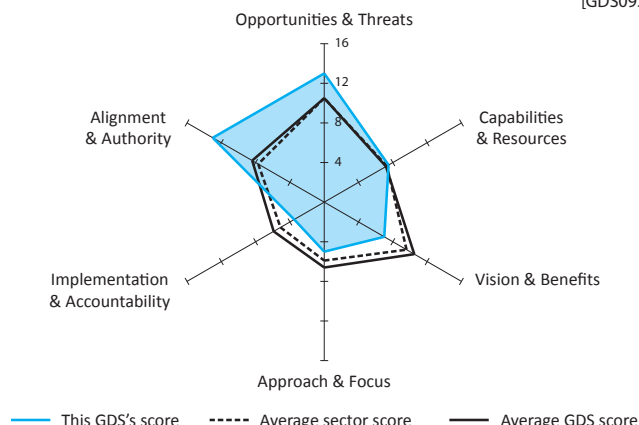 [GDS09
Opportunities & Threats
16
12
8
4
Alignment
& Authority
Capabilities
& Resources
Implementation
& Accountability
Vision & Benefits
Approach & Focus
This GDS's score
Average sector score
Average GDS score